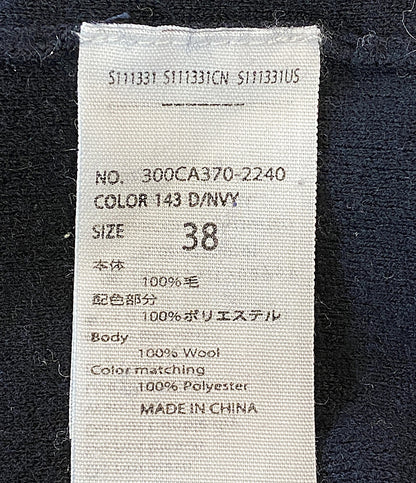 S111331 S111331CN S111331US
NO. 300CA370-2240
COLOR 143 D/NVY
SIZE 38
本体
100%毛
配色部分
100%ポリエステル
Body
100% Wool
Color matching
100% Polyester
MADE IN CHINA